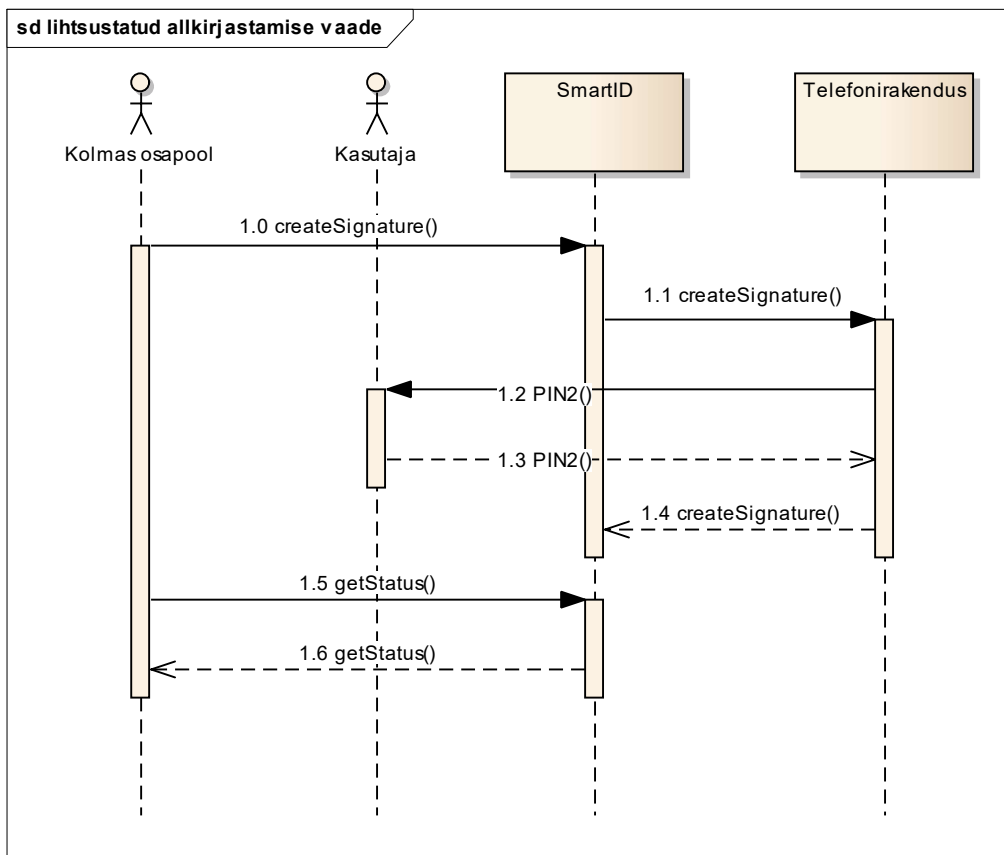 sd lihtsustatud allkirjastamise vaade
Kolmas osapool
Kasutaja
SmartID
Telefonirakendus
1.0 createSignature()
1.1 createSignature()
1.2 PIN2()
1.3 PIN2()
1.4 createSignature()
1.5 getStatus()
1.6 getStatus()